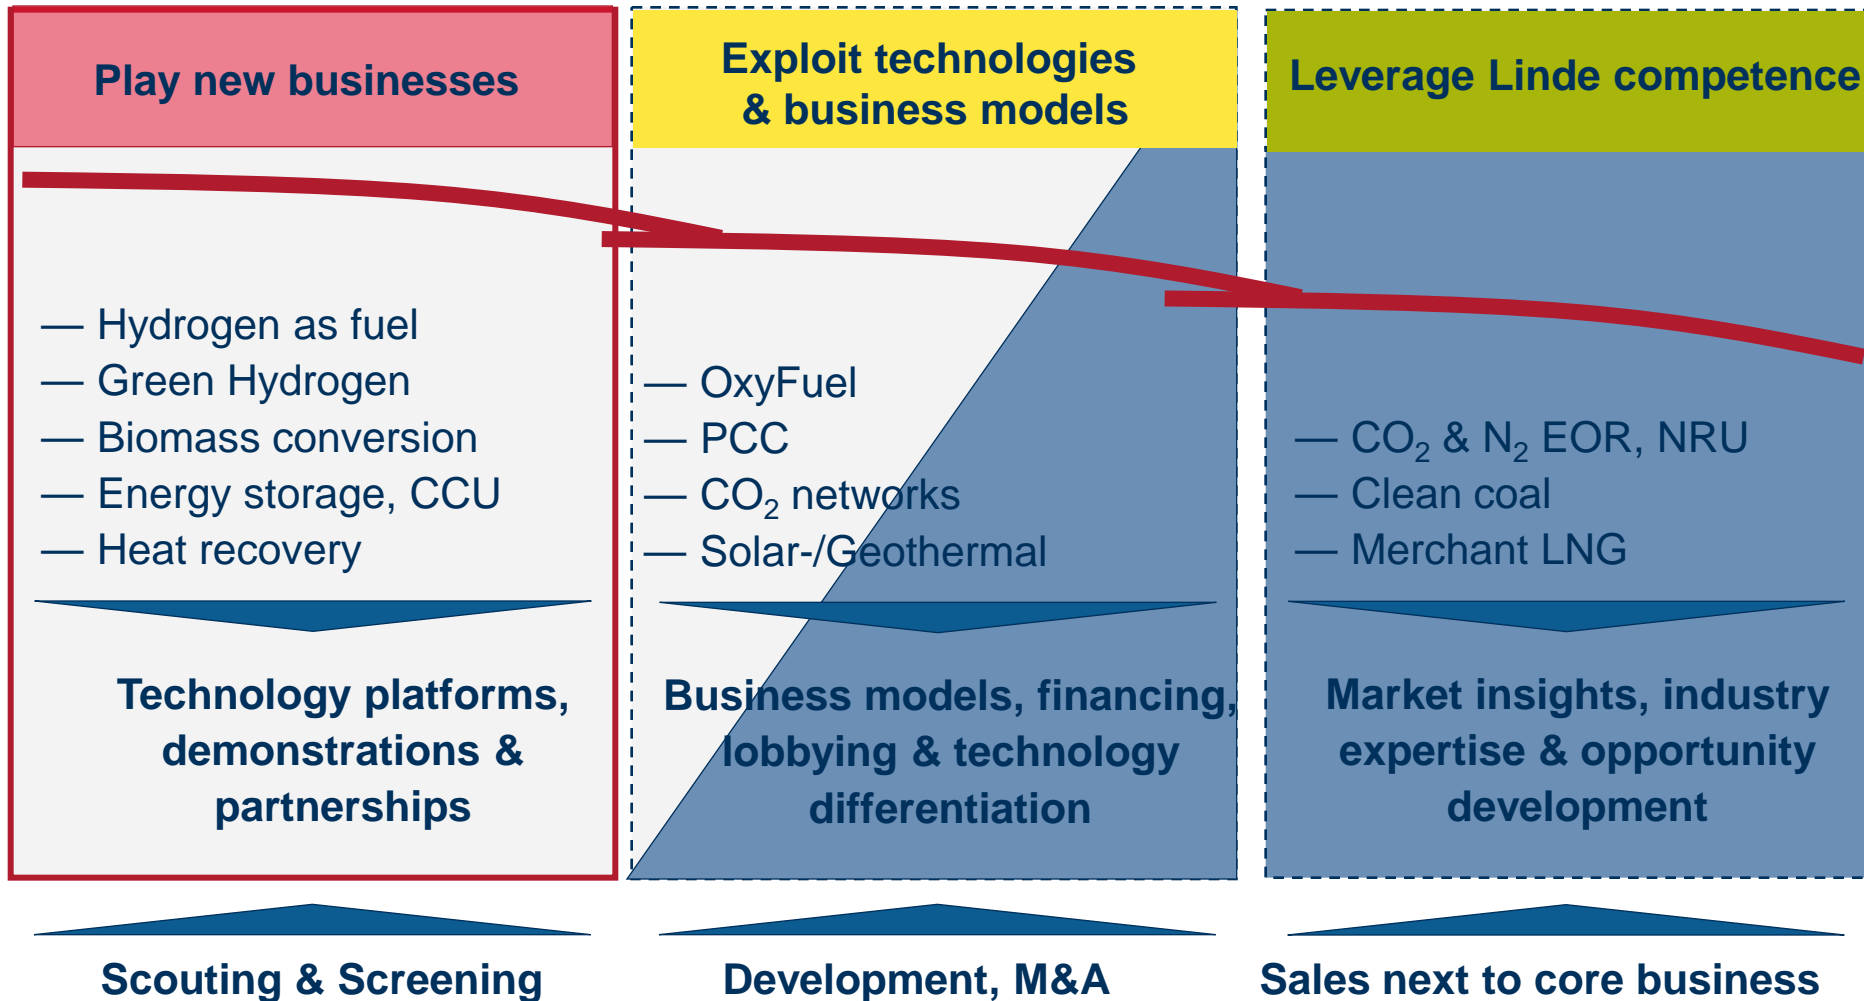 Play new businesses
— Hydrogen as fuel
— Green Hydrogen
— Biomass conversion
— Energy storage, CCU
— Heat recovery
Technology platforms,
demonstrations &
partnerships
Scouting & Screening
Exploit technologies
& business models
— OxyFuel
— PCC
— CO₂ networks
— Solar-/Geothermal
Business models, financing,
lobbying & technology
differentiation
Development, M&A
Leverage Linde competence
— CO₂ & N₂ EOR, NRU
— Clean coal
— Merchant LNG
Market insights, industry
expertise & opportunity
development
Sales next to core business